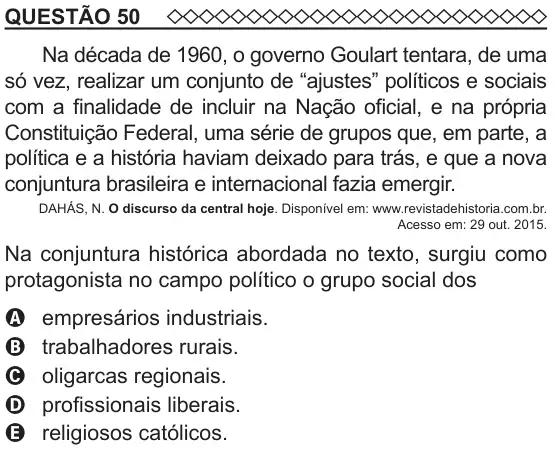 QUESTÃO 50
Na década de 1960, o governo Goulart tentara, de uma
só vez, realizar um conjunto de “ajustes” políticos e sociais
com a finalidade de incluir na Nação oficial, e na própria
Constituição Federal, uma série de grupos que, em parte, a
política e a história haviam deixado para trás, e que a nova
conjuntura brasileira e internacional fazia emergir.
DAHÁS, N. O discurso da central hoje. Disponível em: www.revistadehistoria.com.br.
Acesso em: 29 out. 2015.
Na conjuntura histórica abordada no texto, surgiu como
protagonista no campo político o grupo social dos
A empresários industriais.
B trabalhadores rurais.
C oligarcas regionais.
D profissionais liberais.
E religiosos católicos.